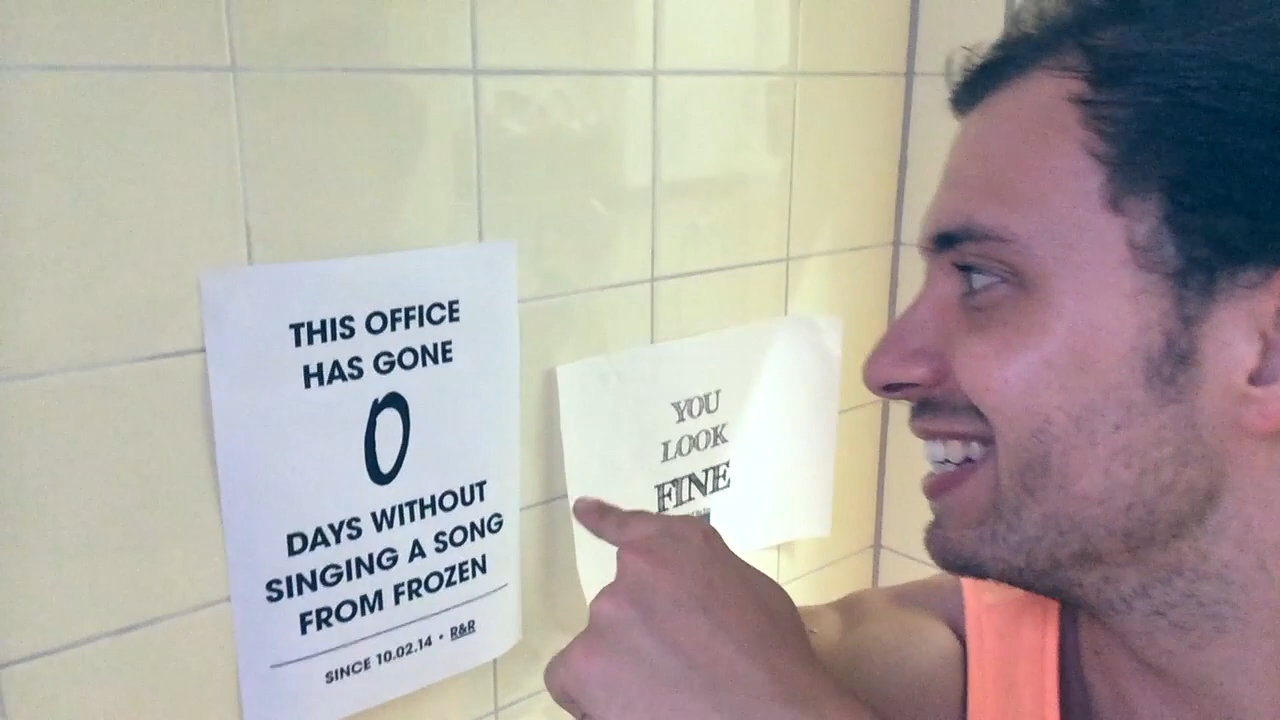 THIS OFFICE
HAS GONE
0
DAYS WITHOUT
SINGING A SONG
FROM FROZEN
SINCE 10.02.14 • R&R
YOU
LOOK
FINE